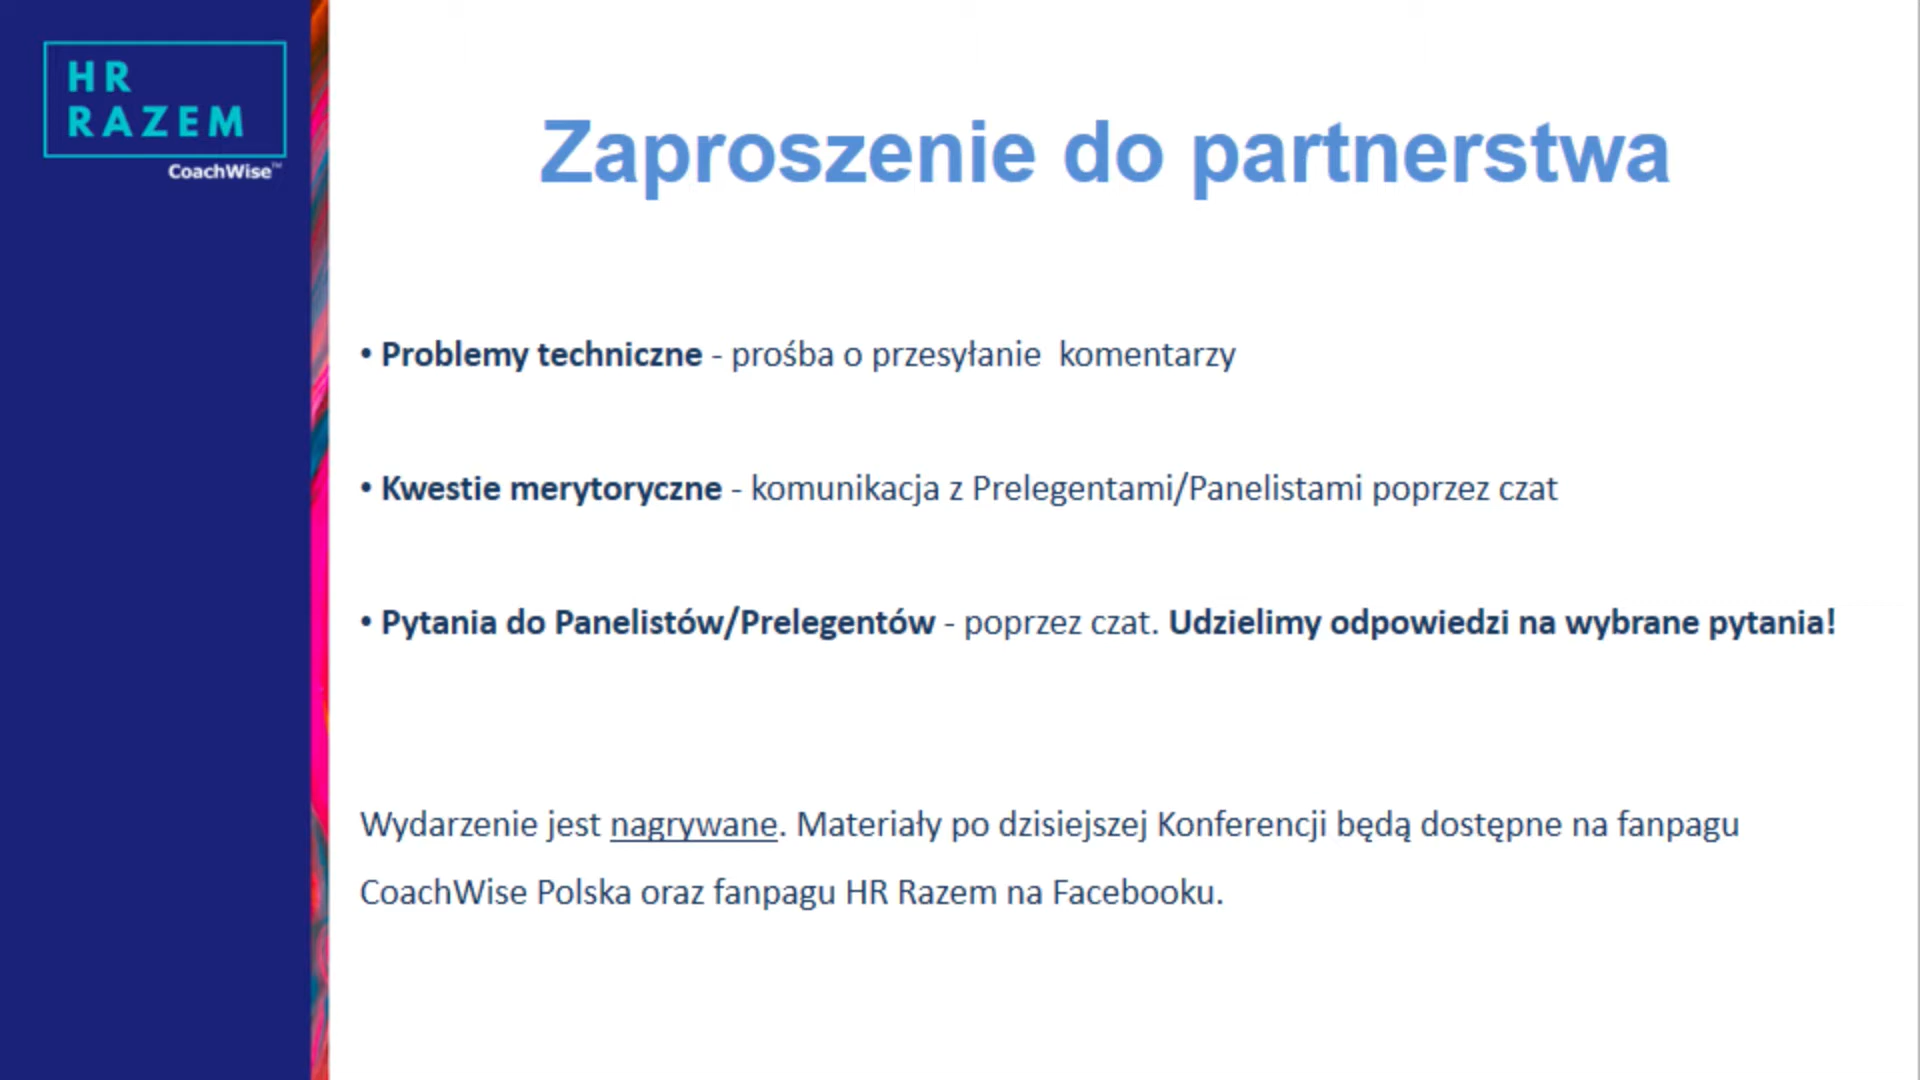 HR
RAZEM
CoachWise™
Zaproszenie do partnerstwa
• Problemy techniczne - prośba o przesyłanie  komentarzy
• Kwestie merytoryczne - komunikacja z Prelegentami/Panelistami poprzez czat
• Pytania do Panelistów/Prelegentów - poprzez czat. Udzielimy odpowiedzi na wybrane pytania!
Wydarzenie jest nagrywane. Materiały po dzisiejszej Konferencji będą dostępne na fanpagu
CoachWise Polska oraz fanpagu HR Razem na Facebooku.